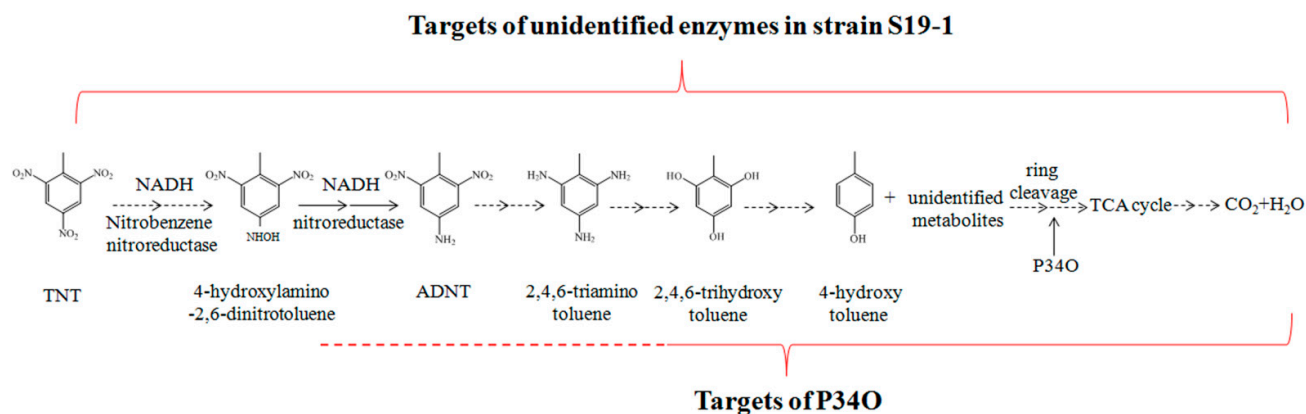 Targets of unidentified enzymes in strain S19-1
O₂N NO₂ NO₂
NADH
Nitrobenzene
nitroreductase
O₂N NO₂ NHOH
NADH
nitroreductase
O₂N NO₂ NH₂
H₂N NH₂ NH₂
HO OH OH
OH
+
unidentified
metabolites
ring
cleavage
P34O
TCA cycle
CO₂+H₂O
TNT
4-hydroxylamino
-2,6-dinitrotoluene
ADNT
2,4,6-triamino
toluene
2,4,6-trihydroxy
toluene
4-hydroxy
toluene
Targets of P34O